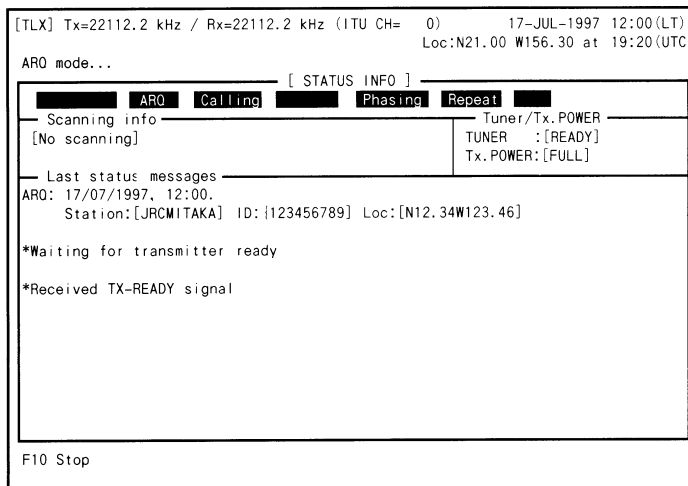 [TLX] Tx=22112.2 kHz / Rx=22112.2 kHz (ITU CH=   0)   17-JUL-1997 12:00(LT)
Loc:N21.00 W156.30 at 19:20(UTC
ARQ mode...
[ STATUS INFO ]
ARQ Calling Phasing Repeat
Scanning info
[No scanning]
Tuner/Tx.POWER
TUNER :[READY]
Tx.POWER:[FULL]
Last status messages
ARQ: 17/07/1997, 12:00.
Station:[JRCMITAKA] ID:{123456789] Loc:[N12.34W123.46]
*Waiting for transmitter ready
*Received TX-READY signal
F10 Stop